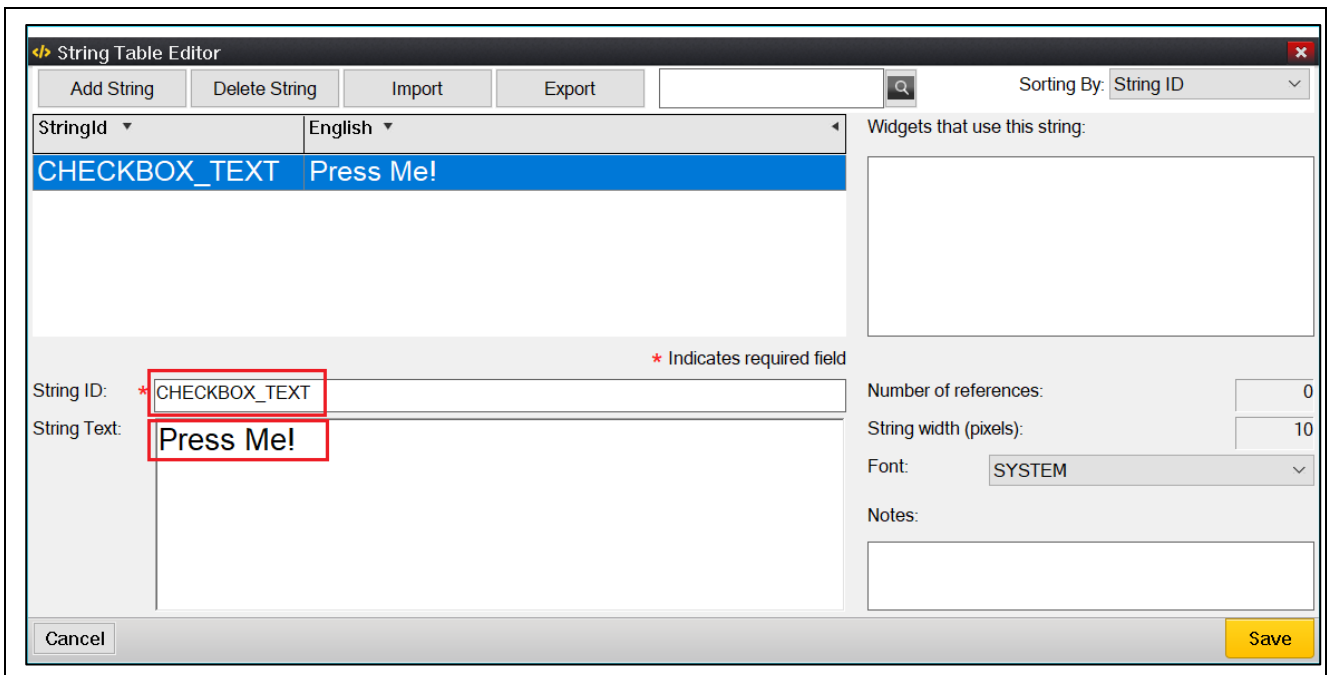 </> String Table Editor
Add String Delete String Import Export Sorting By: String ID
StringId English Widgets that use this string:
CHECKBOX_TEXT Press Me!
* Indicates required field
String ID: * CHECKBOX_TEXT Number of references: 0
String Text: Press Me! String width (pixels): 10
Font: SYSTEM
Notes:
Cancel Save